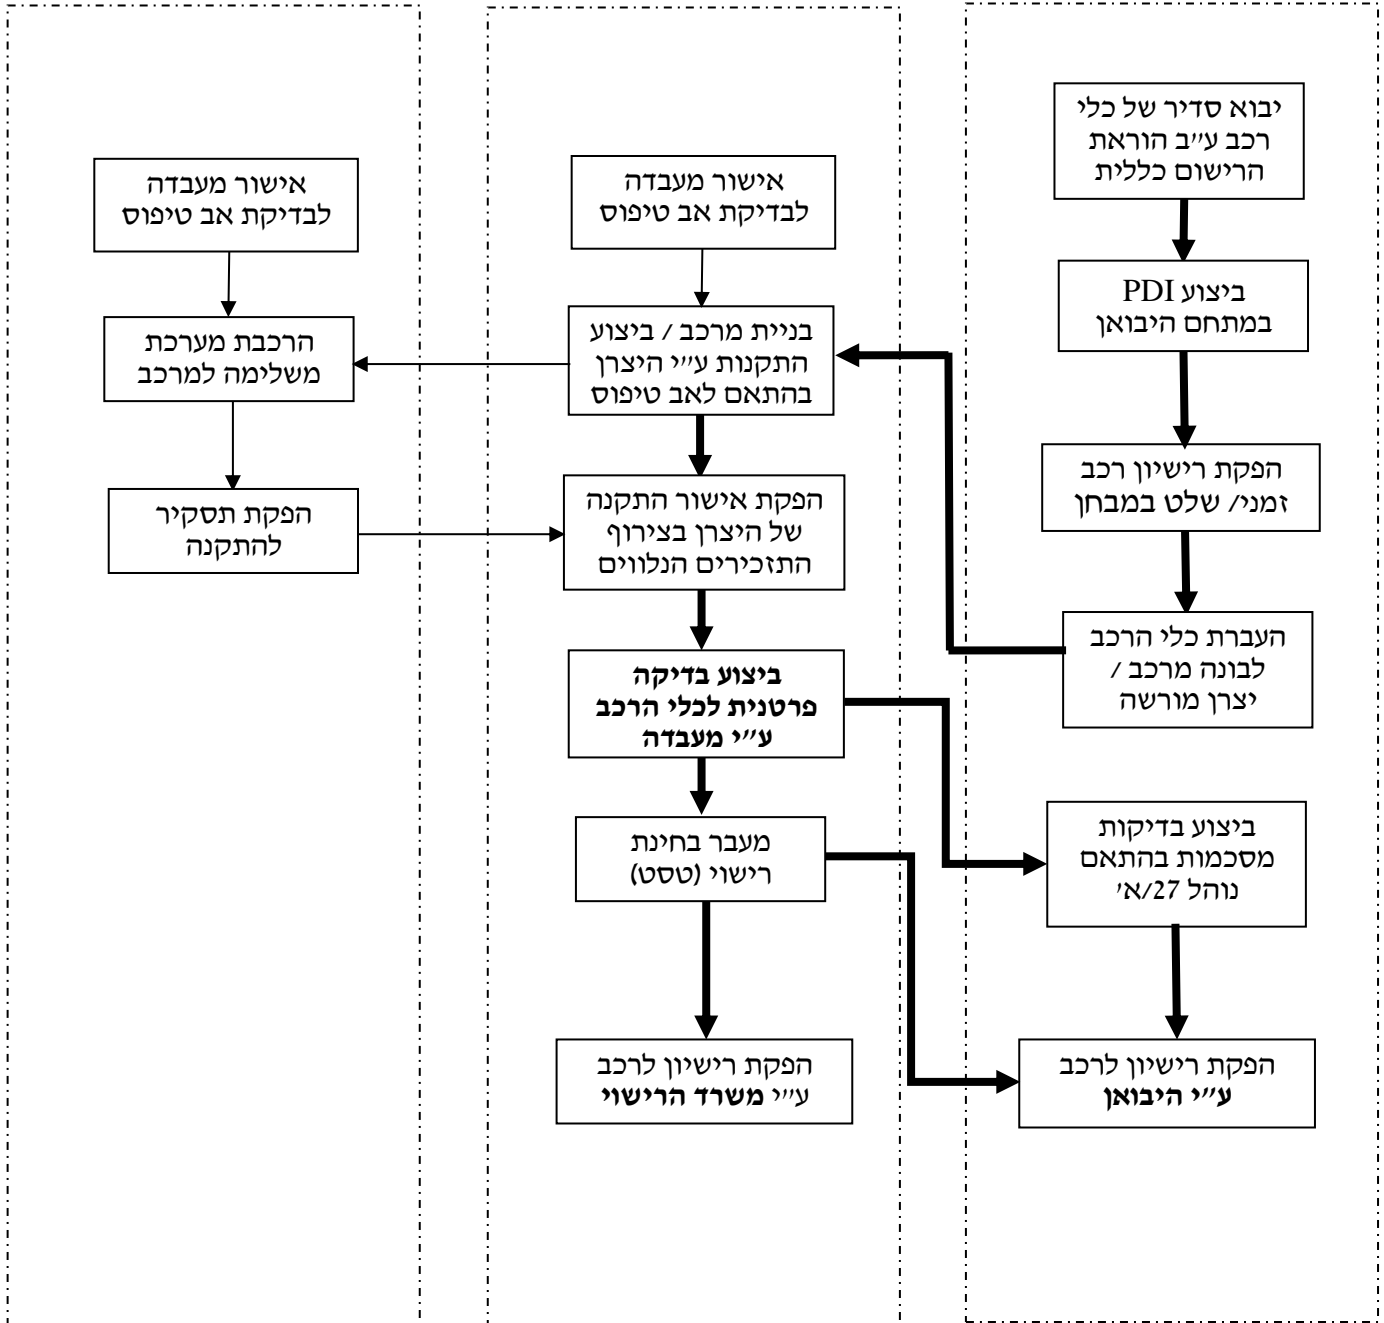 יבוא סדיר של כלי
רכב ע״ב הוראת
הרישום כללית
ביצוע PDI
במתחם היבואן
הפקת רישיון רכב
זמני/ שלט במבחן
העברת כלי הרכב
לבונה מרכב /
יצרן מורשה
ביצוע בדיקות
מסכמות בהתאם
נוהל 27/א׳
הפקת רישיון לרכב
ע״י היבואן
אישור מעבדה
לבדיקת אב טיפוס
בניית מרכב / ביצוע
התקנות ע״י היצרן
בהתאם לאב טיפוס
הפקת אישור התקנה
של היצרן בצירוף
התזכירים הנלווים
ביצוע בדיקה
פרטנית לכלי הרכב
ע״י מעבדה
מעבר בחינת
רישוי (טסט)
הפקת רישיון לרכב
ע״י משרד הרישוי
אישור מעבדה
לבדיקת אב טיפוס
הרכבת מערכת
משלימה למרכב
הפקת תסקיר
להתקנה